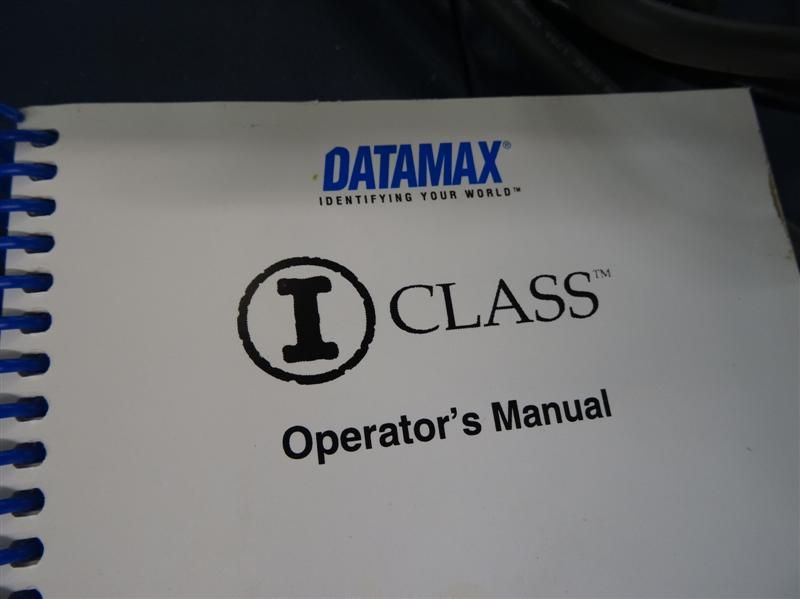 DATAMAX®
IDENTIFYING YOUR WORLD™
I CLASS™
Operator's Manual